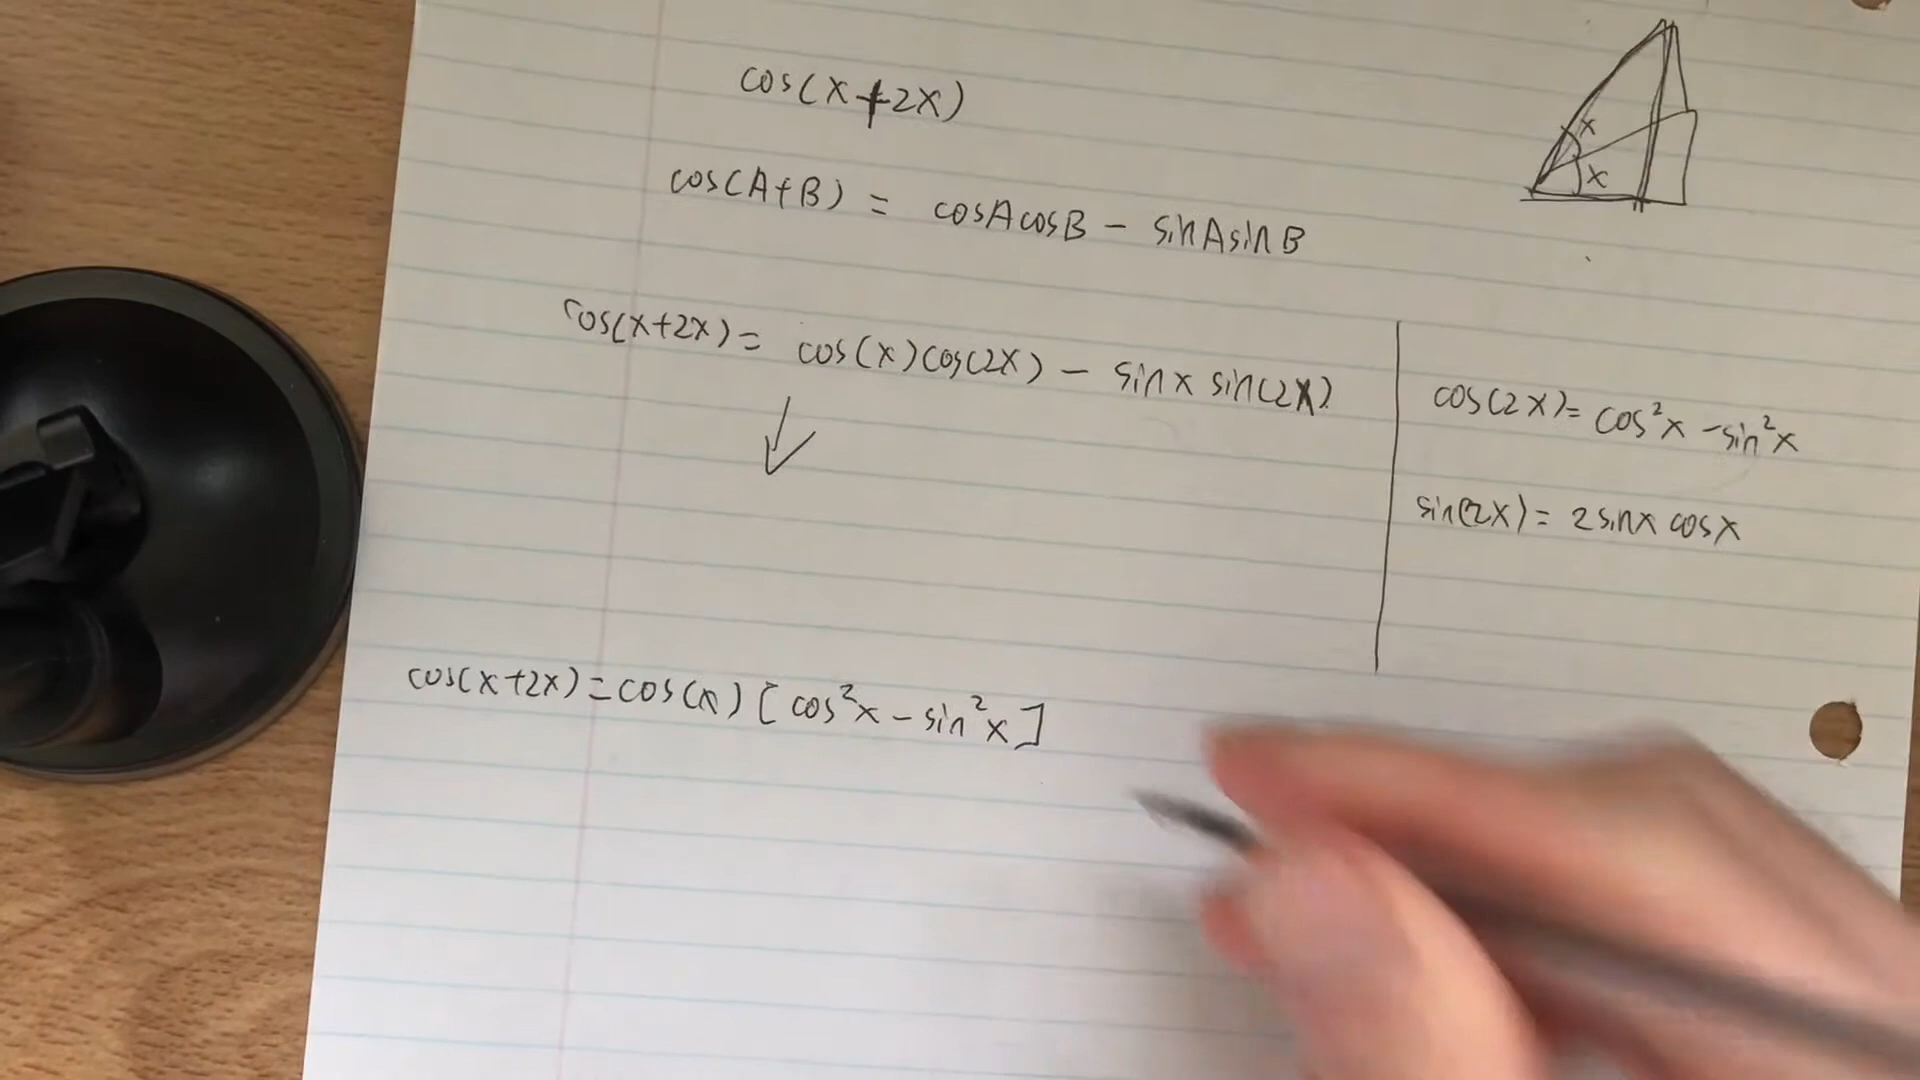 cos(x+2x)
x
x
cos(A+B) = cosAcosB - sinAsinB
cos(x+2x) = cos(x)cos(2x) - sinx sin(2x)
cos(2x) = cos²x - sin²x
sin(2x) = 2sinx cosx
cos(x+2x) = cos(x) [cos²x - sin²x]